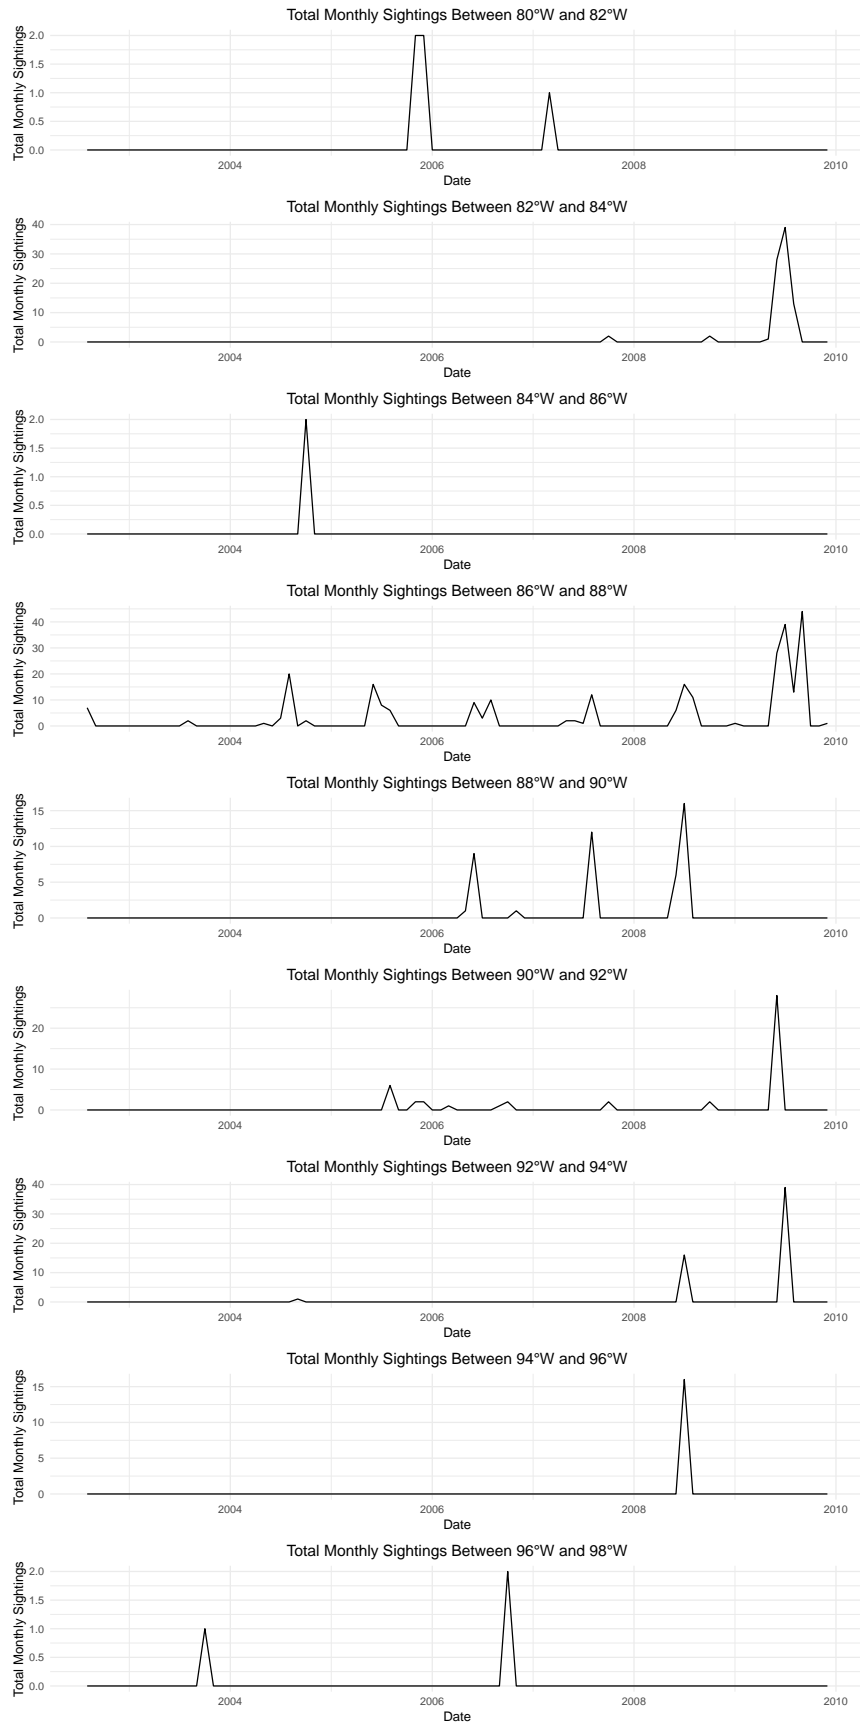 Total Monthly Sightings Between 80°W and 82°W
Total Monthly Sightings
2.0
1.5
1.0
0.5
0.0
2004 2006 2008 2010
Date
Total Monthly Sightings Between 82°W and 84°W
Total Monthly Sightings
40
30
20
10
0
2004 2006 2008 2010
Date
Total Monthly Sightings Between 84°W and 86°W
Total Monthly Sightings
2.0
1.5
1.0
0.5
0.0
2004 2006 2008 2010
Date
Total Monthly Sightings Between 86°W and 88°W
Total Monthly Sightings
40
30
20
10
0
2004 2006 2008 2010
Date
Total Monthly Sightings Between 88°W and 90°W
Total Monthly Sightings
15
10
5
0
2004 2006 2008 2010
Date
Total Monthly Sightings Between 90°W and 92°W
Total Monthly Sightings
20
10
0
2004 2006 2008 2010
Date
Total Monthly Sightings Between 92°W and 94°W
Total Monthly Sightings
40
30
20
10
0
2004 2006 2008 2010
Date
Total Monthly Sightings Between 94°W and 96°W
Total Monthly Sightings
15
10
5
0
2004 2006 2008 2010
Date
Total Monthly Sightings Between 96°W and 98°W
Total Monthly Sightings
2.0
1.5
1.0
0.5
0.0
2004 2006 2008 2010
Date